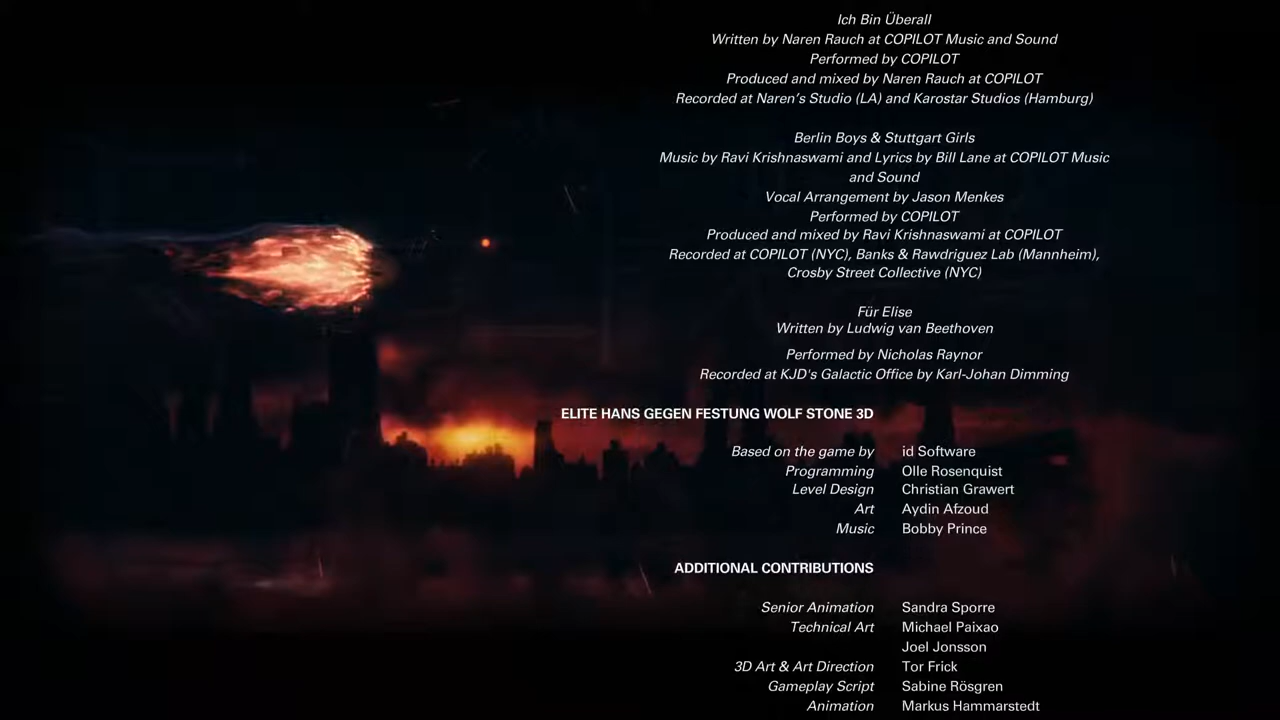 Ich Bin Überall
Written by Naren Rauch at COPILOT Music and Sound
Performed by COPILOT
Produced and mixed by Naren Rauch at COPILOT
Recorded at Naren's Studio (LA) and Karostar Studios (Hamburg)
Berlin Boys & Stuttgart Girls
Music by Ravi Krishnaswami and Lyrics by Bill Lane at COPILOT Music
and Sound
Vocal Arrangement by Jason Menkes
Performed by COPILOT
Produced and mixed by Ravi Krishnaswami at COPILOT
Recorded at COPILOT (NYC), Banks & Rawdriguez Lab (Mannheim),
Crosby Street Collective (NYC)
Für Elise
Written by Ludwig van Beethoven
Performed by Nicholas Raynor
Recorded at KJD's Galactic Office by Karl-Johan Dimming
ELITE HANS GEGEN FESTUNG WOLF STONE 3D
Based on the game by id Software
Programming Olle Rosenquist
Level Design Christian Grawert
Art Aydin Afzoud
Music Bobby Prince
ADDITIONAL CONTRIBUTIONS
Senior Animation Sandra Sporre
Technical Art Michael Paixao
Joel Jonsson
3D Art & Art Direction Tor Frick
Gameplay Script Sabine Rösgren
Animation Markus Hammarstedt